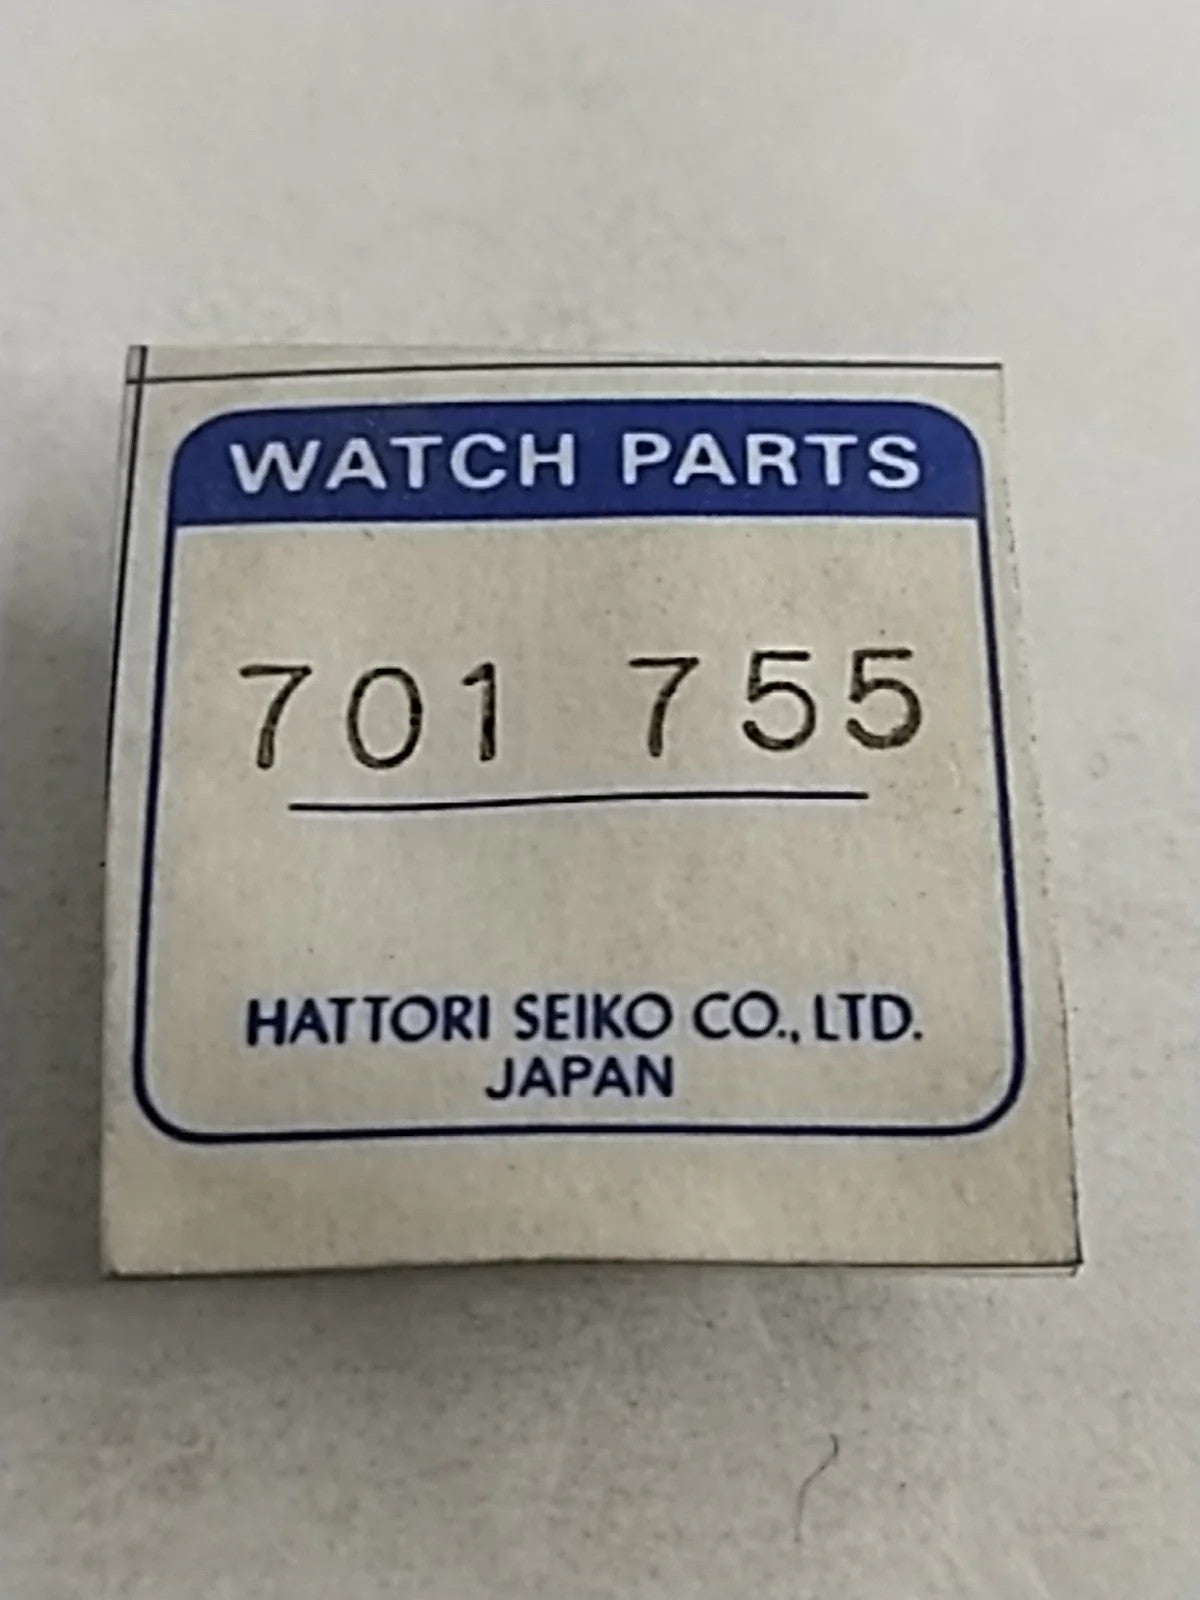 WATCH PARTS
701 755
HATTORI SEIKO CO., LTD.
JAPAN